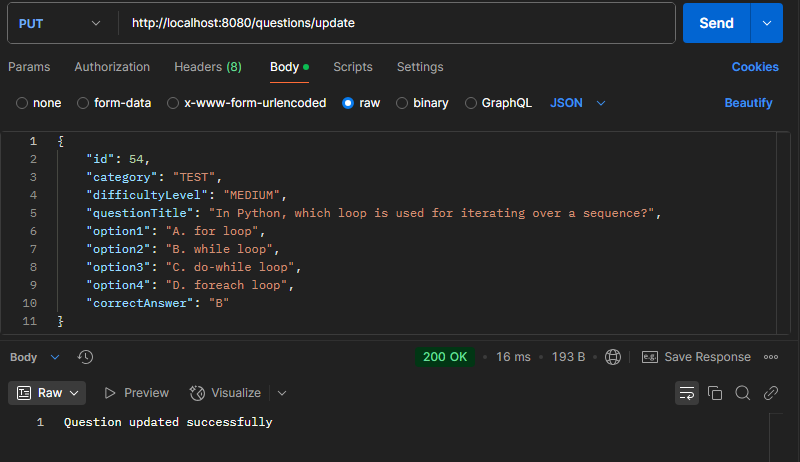 PUT http://localhost:8080/questions/update Send
Params Authorization Headers (8) Body Scripts Settings Cookies
none form-data x-www-form-urlencoded raw binary GraphQL JSON Beautify
1 {
2 "id": 54,
3 "category": "TEST",
4 "difficultyLevel": "MEDIUM",
5 "questionTitle": "In Python, which loop is used for iterating over a sequence?",
6 "option1": "A. for loop",
7 "option2": "B. while loop",
8 "option3": "C. do-while loop",
9 "option4": "D. foreach loop",
10 "correctAnswer": "B"
11 }
Body 200 OK • 16 ms • 193 B • e.g. Save Response
Raw Preview Visualize
1 Question updated successfully